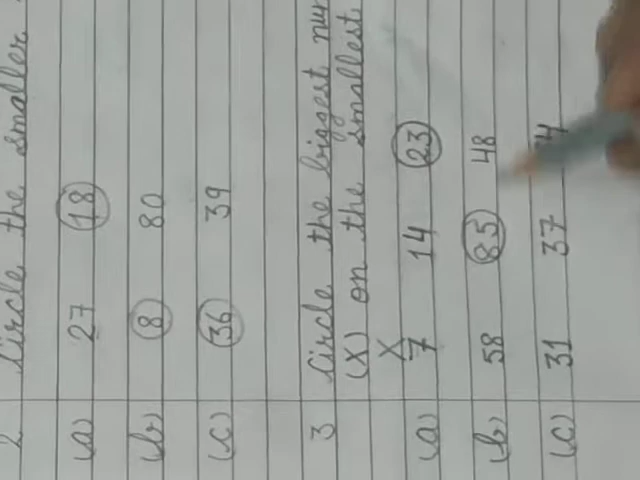 2 Circle the smaller
(a) 27 18
(b) 8 80
(c) 36 39
3 Circle the biggest
(X) on the smallest
(a) 7 14 23
(b) 58 85 48
(c) 31 37